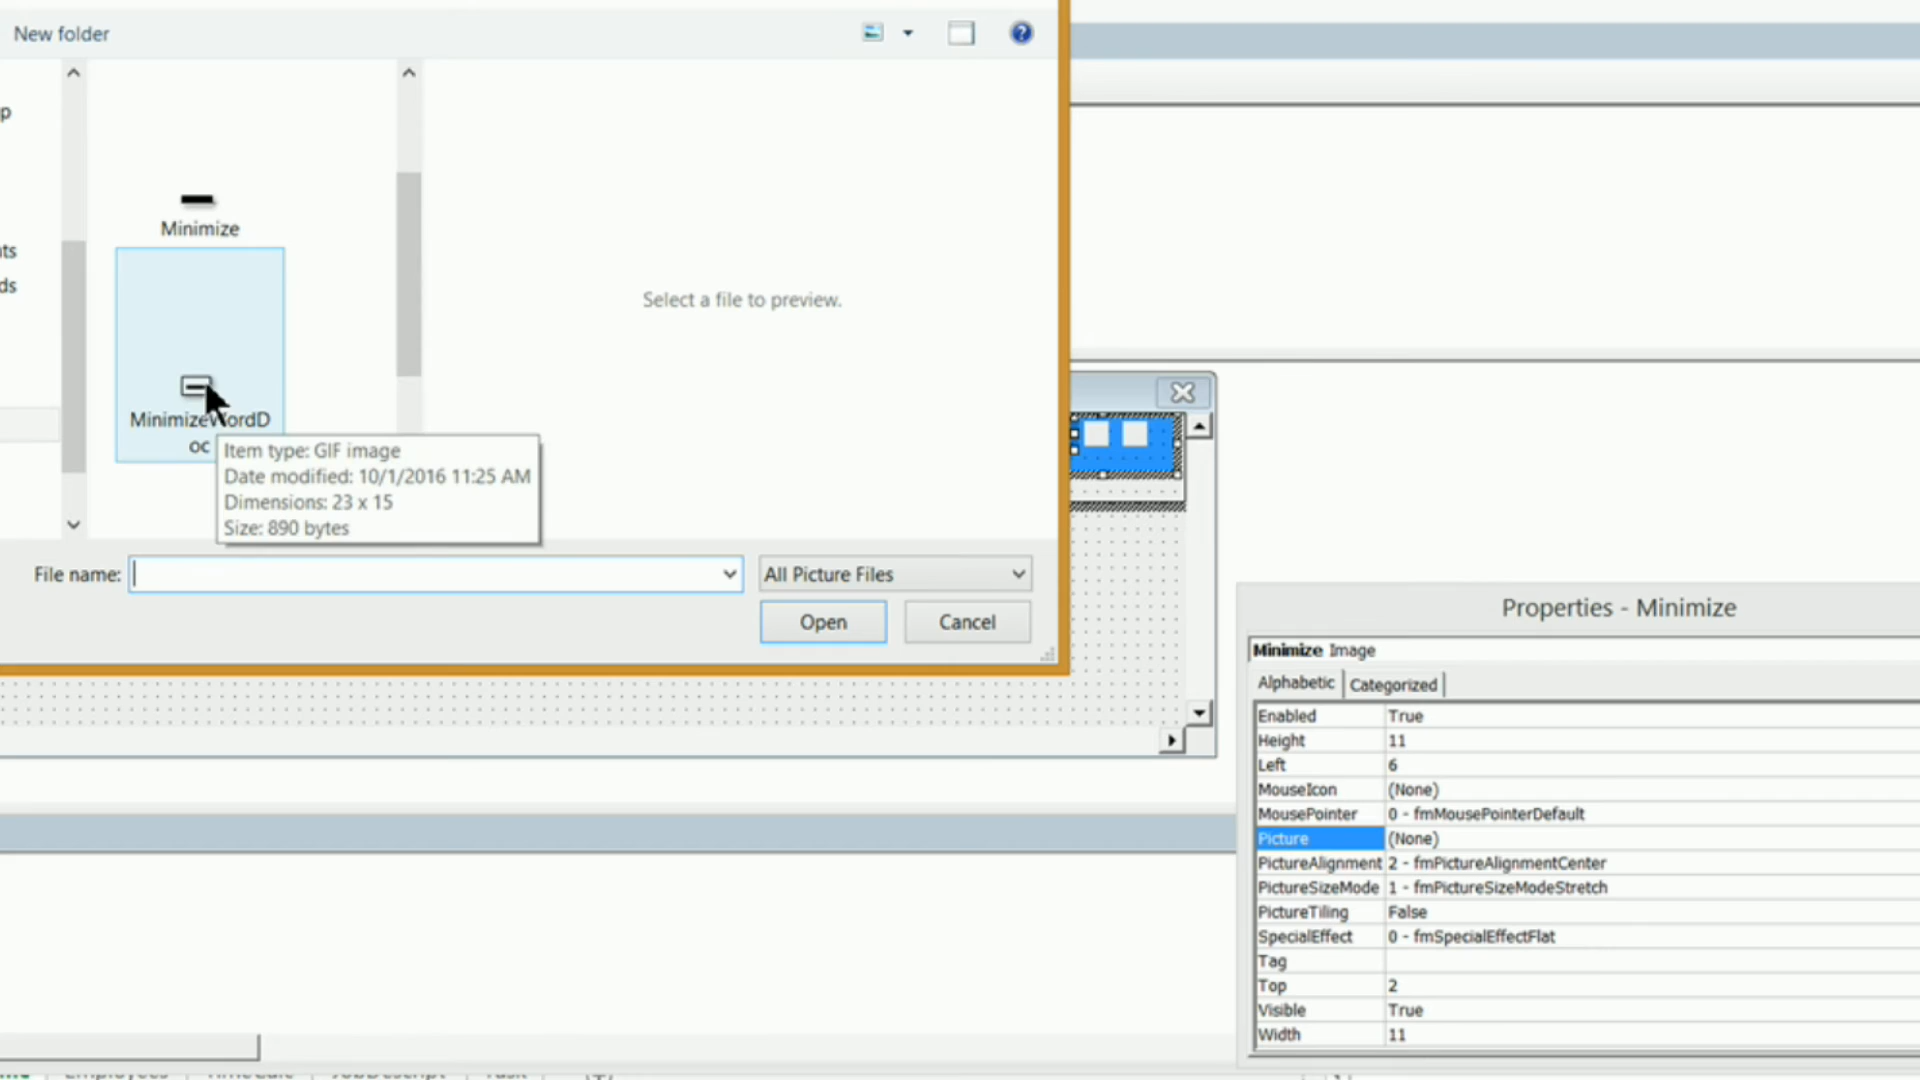 New folder
p
Minimize
ts
ds
MinimizeWordD
oc
Item type: GIF image
Date modified: 10/1/2016 11:25 AM
Dimensions: 23 x 15
Size: 890 bytes
Select a file to preview.
File name:
All Picture Files
Open
Cancel
Properties - Minimize
Minimize Image
Alphabetic
Categorized
Enabled True
Height 11
Left 6
MouseIcon (None)
MousePointer 0 - fmMousePointerDefault
Picture (None)
PictureAlignment 2 - fmPictureAlignmentCenter
PictureSizeMode 1 - fmPictureSizeModeStretch
PictureTiling False
SpecialEffect 0 - fmSpecialEffectFlat
Tag
Top 2
Visible True
Width 11